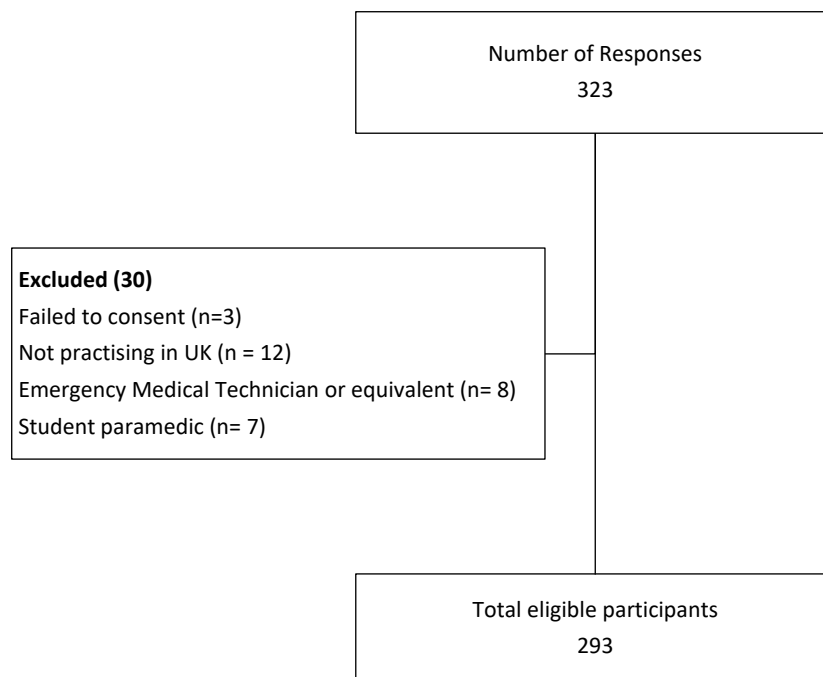 Number of Responses
323
Excluded (30)
Failed to consent (n=3)
Not practising in UK (n = 12)
Emergency Medical Technician or equivalent (n= 8)
Student paramedic (n= 7)
Total eligible participants
293